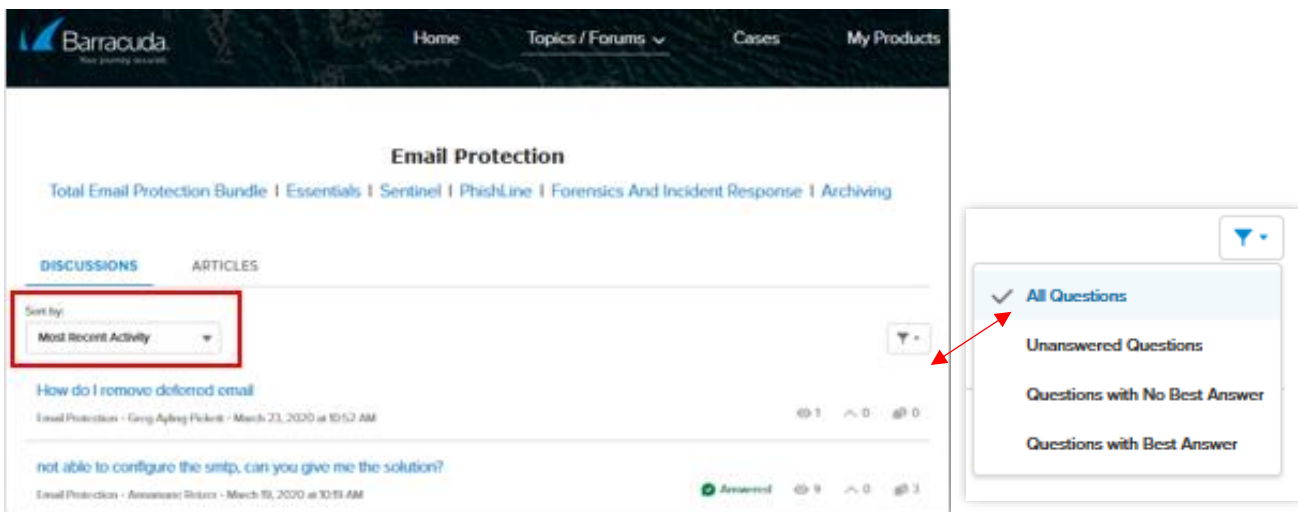 Barracuda.
Your journey, secured.
Home Topics / Forums Cases My Products
Email Protection
Total Email Protection Bundle | Essentials | Sentinel | PhishLine | Forensics And Incident Response | Archiving
DISCUSSIONS ARTICLES
Sort by:
Most Recent Activity
How do I remove deferred email
Email Protection - Greg - March 23, 2020 at 10:52 AM
1 0 0
not able to configure the smtp, can you give me the solution?
Email Protection - March 19, 2020 at 10:19 AM
Answered 9 0 3
All Questions
Unanswered Questions
Questions with No Best Answer
Questions with Best Answer